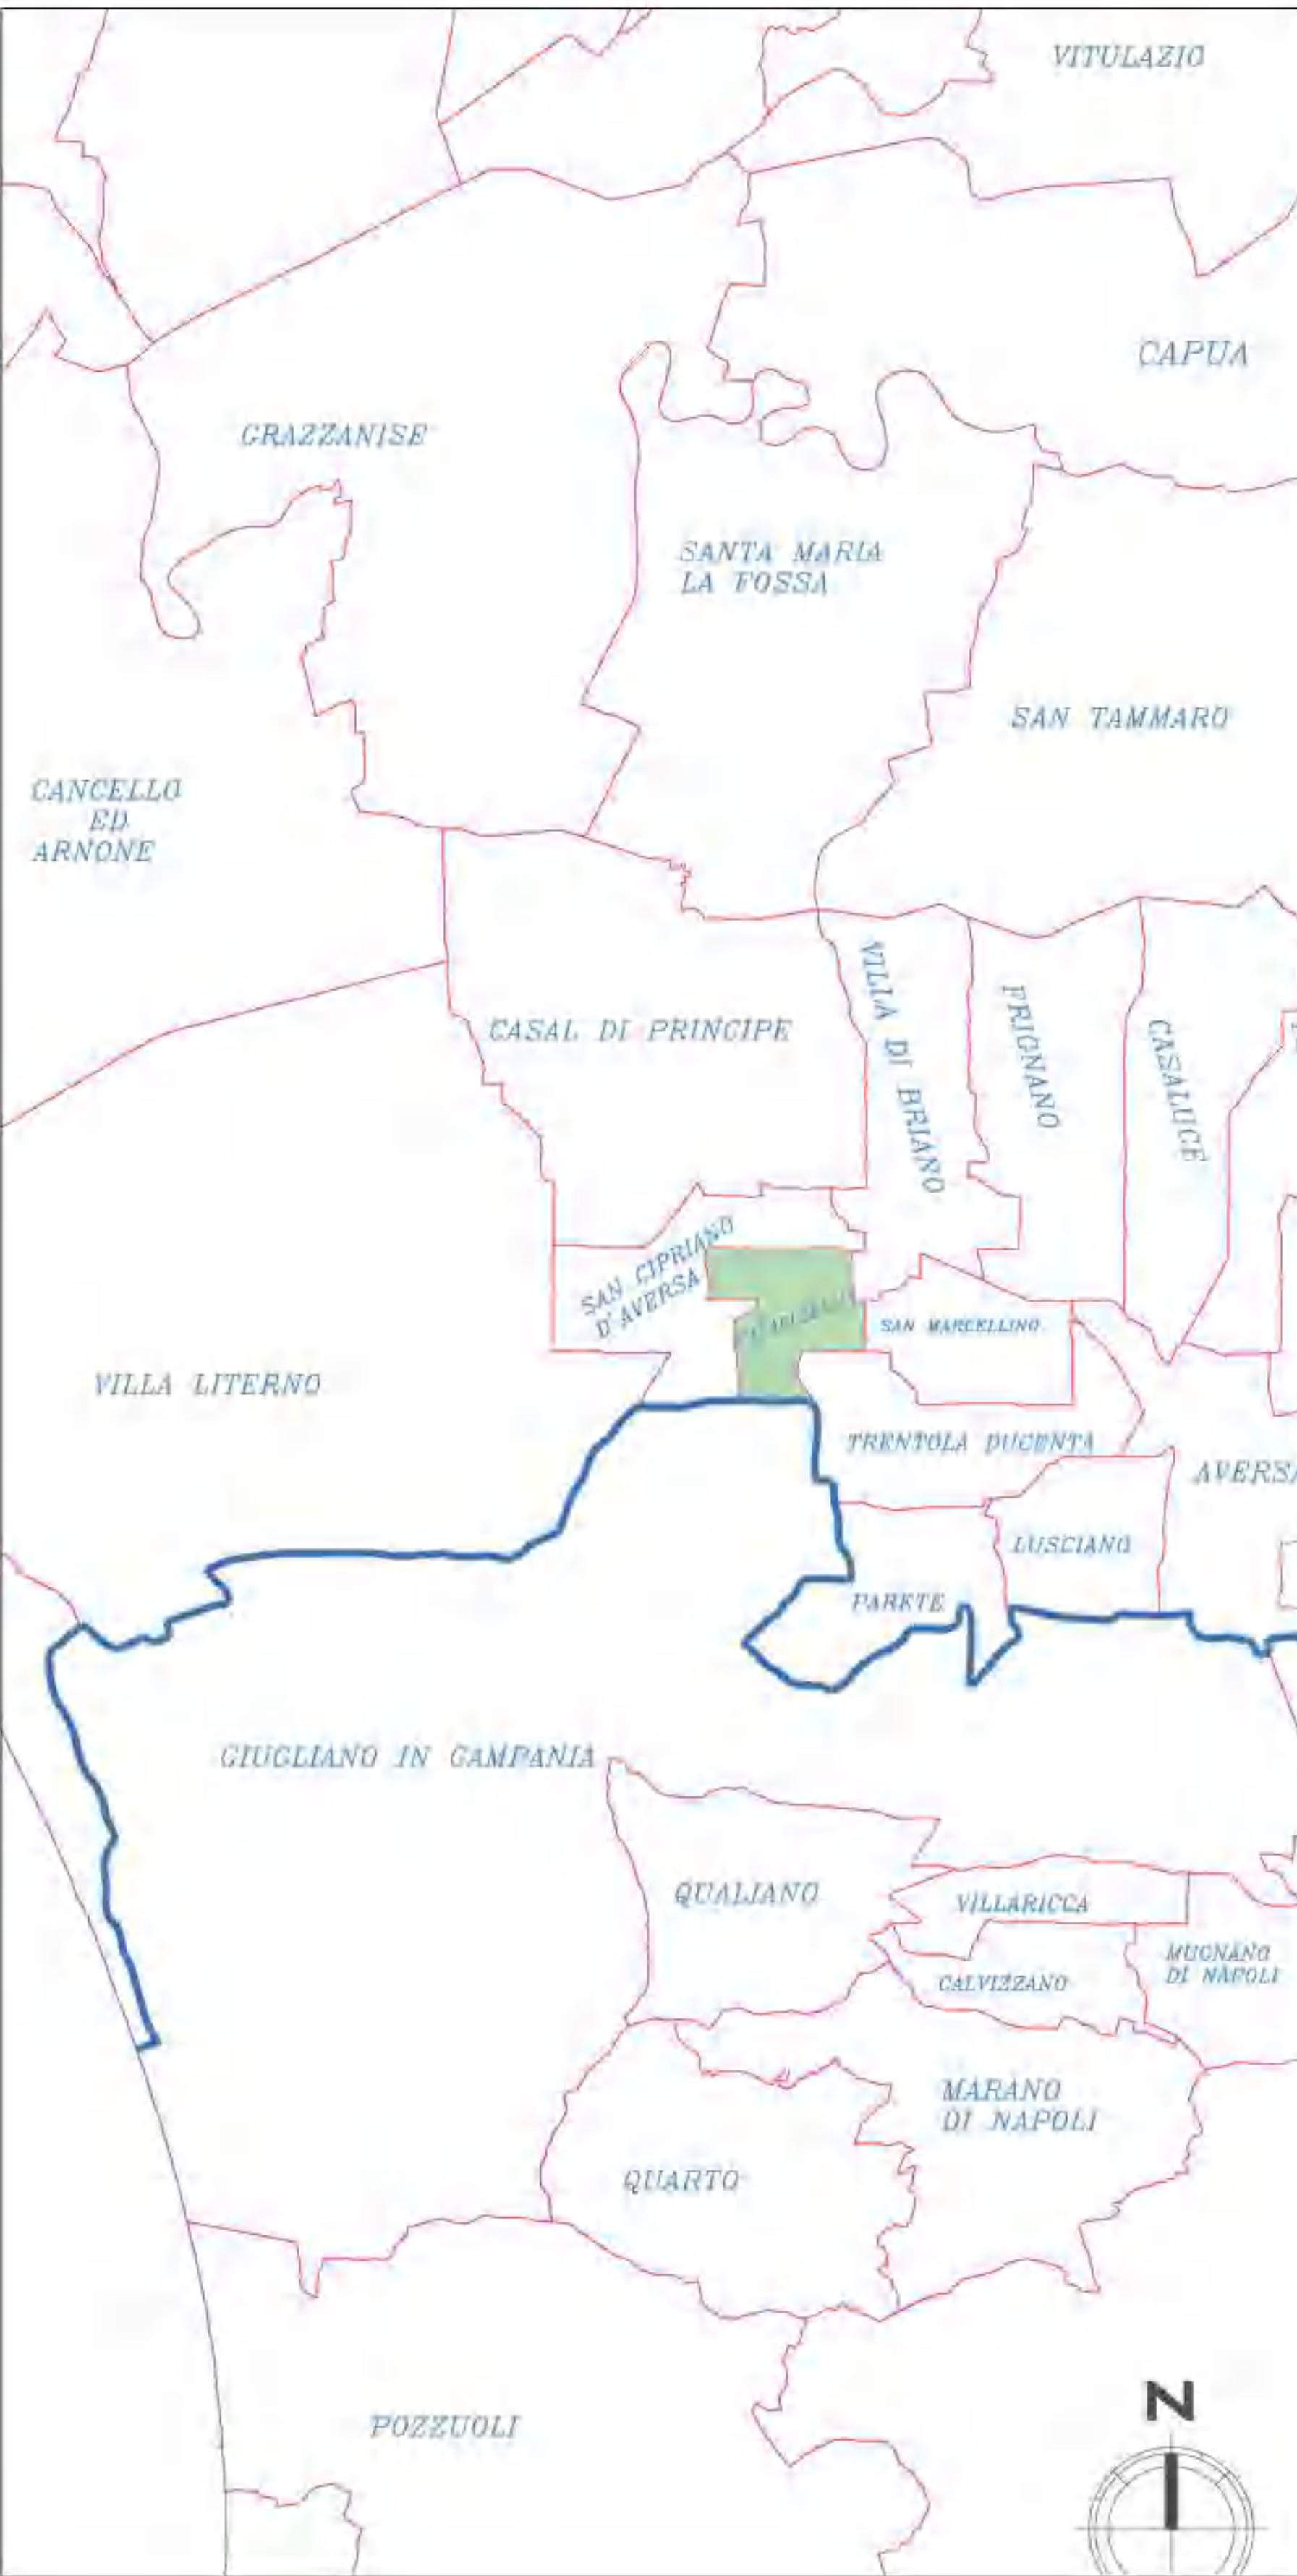 VITULAZIO
CAPUA
GRAZZANISE
SANTA MARIA
LA FOSSA
SAN TAMMARO
CANCELLO
ED
ARNONE
CASAL DI PRINCIPE
VILLA DI BRIANO
FRIGNANO
CASALUCE
SAN CIPRIANO
D'AVERSA
SAN MARCELLINO
VILLA LITERNO
TRENTOLA DUCENTA
AVERSA
LUSCIANO
PARETE
GIUGLIANO IN CAMPANIA
QUALIANO
VILLARICCA
MUGNANO
DI NAPOLI
CALVIZZANO
MARANO
DI NAPOLI
QUARTO
POZZUOLI
N